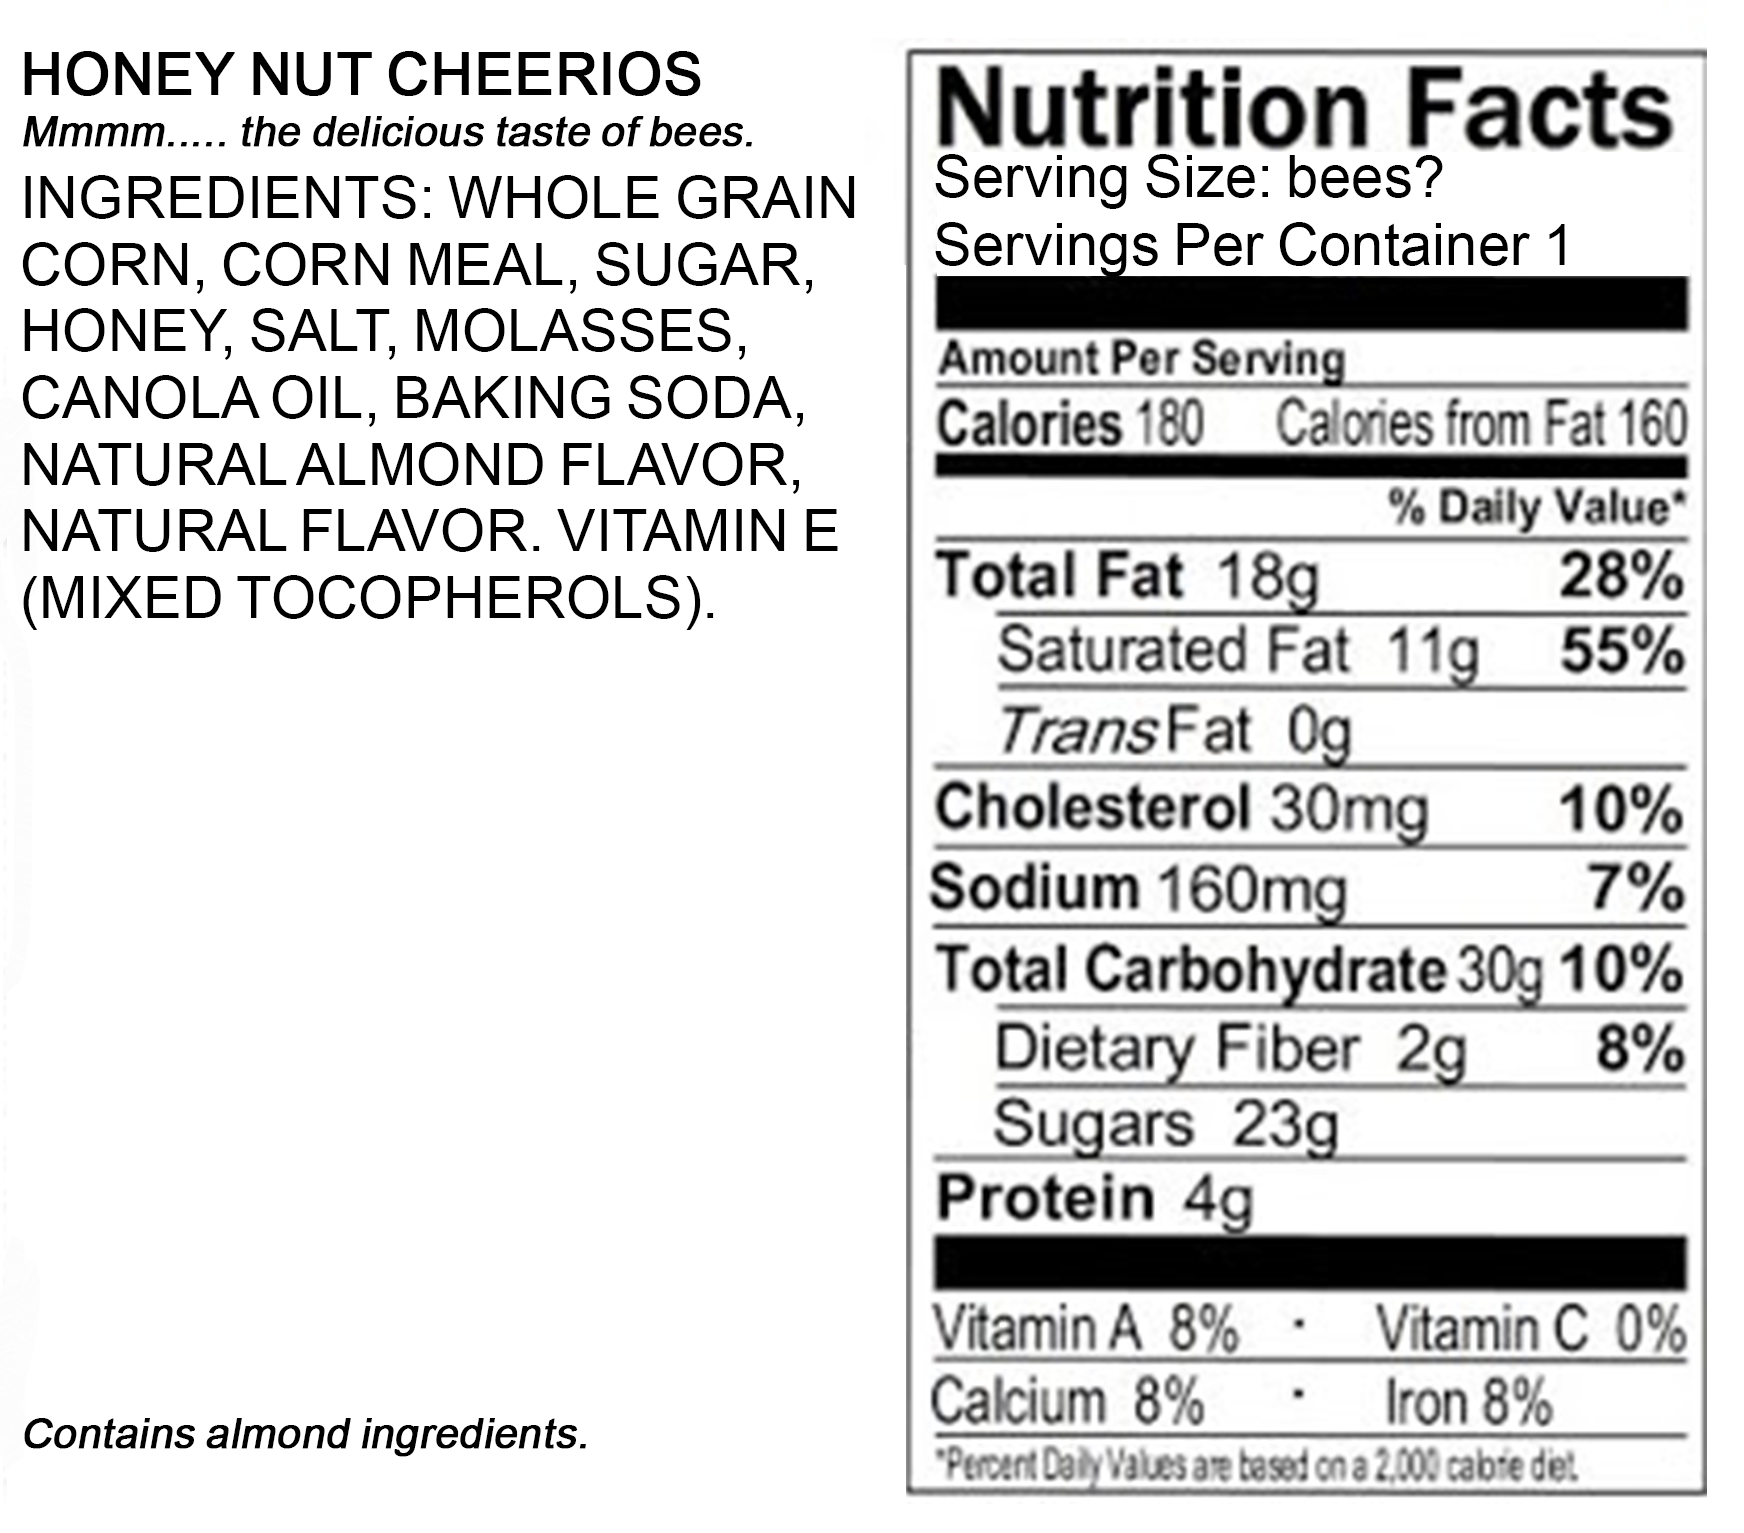 HONEY NUT CHEERIOS
Mmmm..... the delicious taste of bees.
INGREDIENTS: WHOLE GRAIN
CORN, CORN MEAL, SUGAR,
HONEY, SALT, MOLASSES,
CANOLA OIL, BAKING SODA,
NATURAL ALMOND FLAVOR,
NATURAL FLAVOR. VITAMIN E
(MIXED TOCOPHEROLS).
Contains almond ingredients.
Nutrition Facts
Serving Size: bees?
Servings Per Container 1
Amount Per Serving
Calories 180 Calories from Fat 160
% Daily Value*
Total Fat 18g 28%
Saturated Fat 11g 55%
Trans Fat 0g
Cholesterol 30mg 10%
Sodium 160mg 7%
Total Carbohydrate 30g 10%
Dietary Fiber 2g 8%
Sugars 23g
Protein 4g
Vitamin A 8% · Vitamin C 0%
Calcium 8% · Iron 8%
*Percent Daily Values are based on a 2,000 calorie diet.